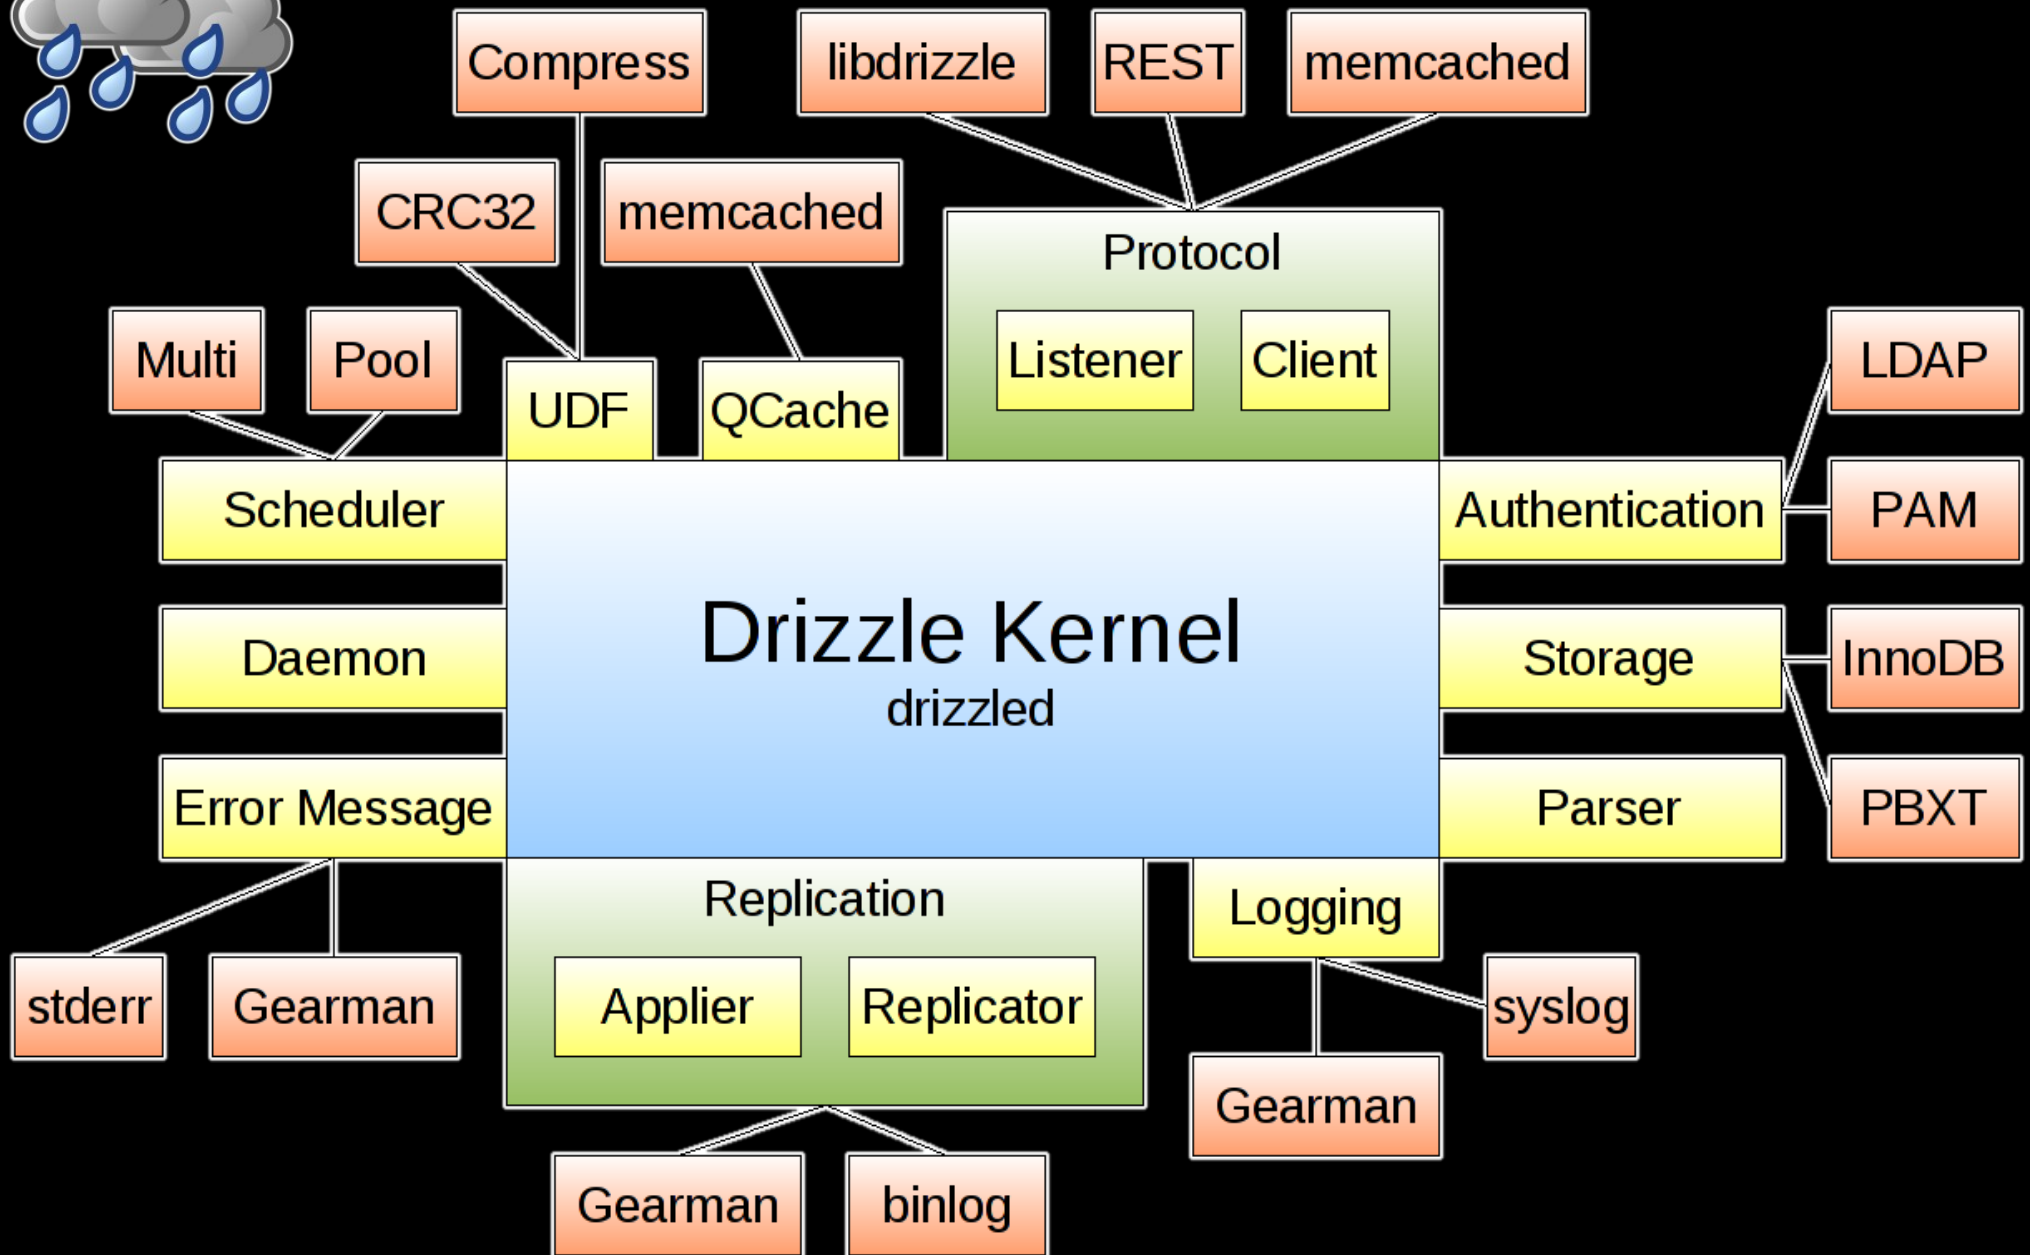 Compress
libdrizzle
REST
memcached
CRC32
memcached
Protocol
Multi
Pool
Listener
Client
LDAP
UDF
QCache
Scheduler
Authentication
PAM
Drizzle Kernel
drizzled
Daemon
Storage
InnoDB
Error Message
Parser
PBXT
Replication
Logging
stderr
Gearman
Applier
Replicator
syslog
Gearman
Gearman
binlog